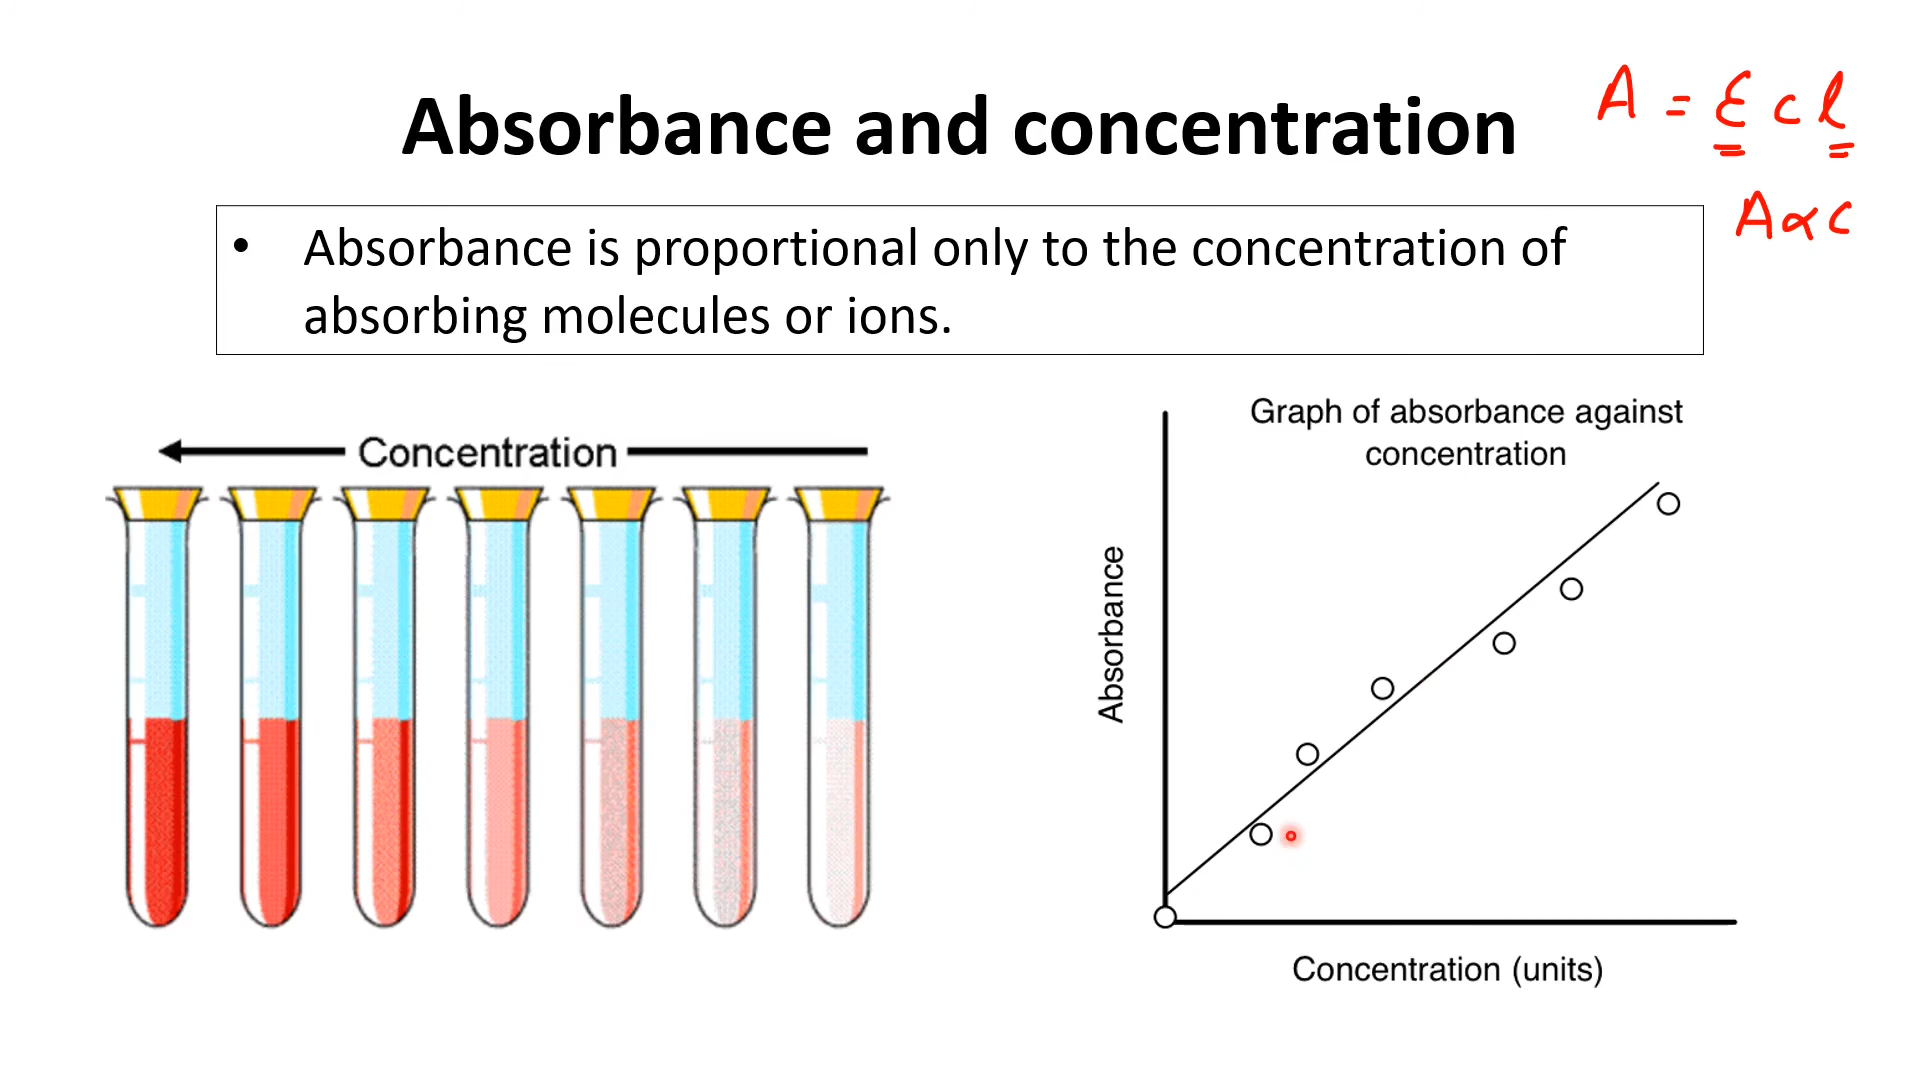 Absorbance and concentration
A = ε c l
A ∝ c
• Absorbance is proportional only to the concentration of
absorbing molecules or ions.
Concentration
Graph of absorbance against
concentration
Absorbance
Concentration (units)